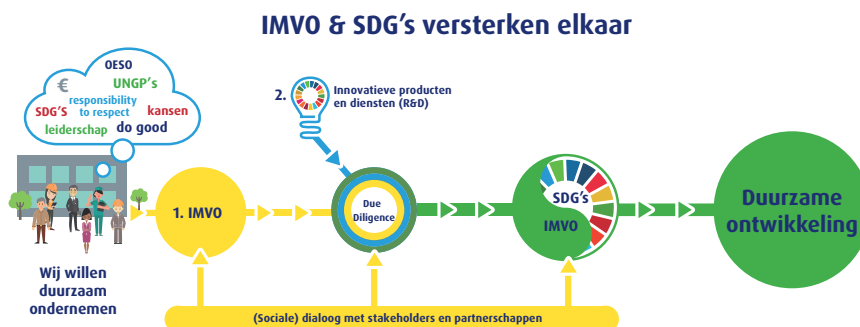 IMVO & SDG's versterken elkaar
OESO
€
UNGP's
responsibility
to respect
SDG'S
kansen
leiderschap
do good
2.
Innovatieve producten
en diensten (R&D)
1. IMVO
Due
Diligence
SDG's
IMVO
Duurzame
ontwikkeling
Wij willen
duurzaam
ondernemen
(Sociale) dialoog met stakeholders en partnerschappen